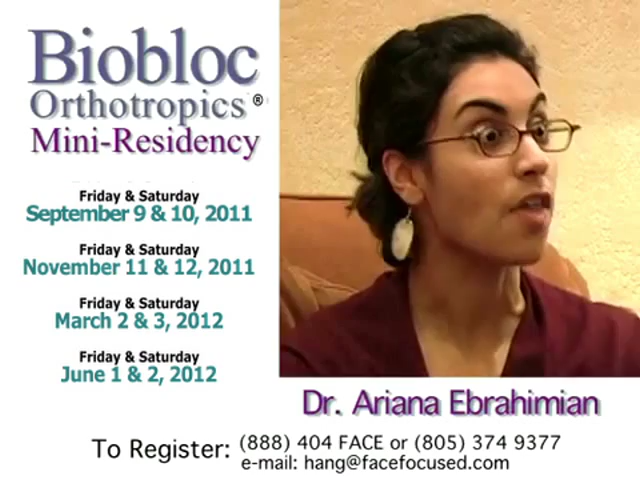 Biobloc
Orthotropics®
Mini-Residency
Friday & Saturday
September 9 & 10, 2011
Friday & Saturday
November 11 & 12, 2011
Friday & Saturday
March 2 & 3, 2012
Friday & Saturday
June 1 & 2, 2012
Dr. Ariana Ebrahimian
To Register: (888) 404 FACE or (805) 374 9377
e-mail: hang@facefocused.com